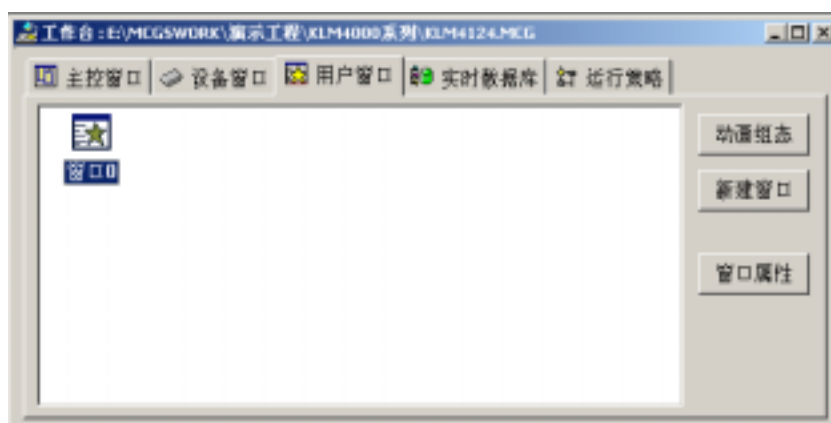 工作台:E:\MCGSWORK\演示工程\KLM4000系列\KLM4124.MCG
主控窗口 设备窗口 用户窗口 实时数据库 运行策略
窗口0
动画组态
新建窗口
窗口属性